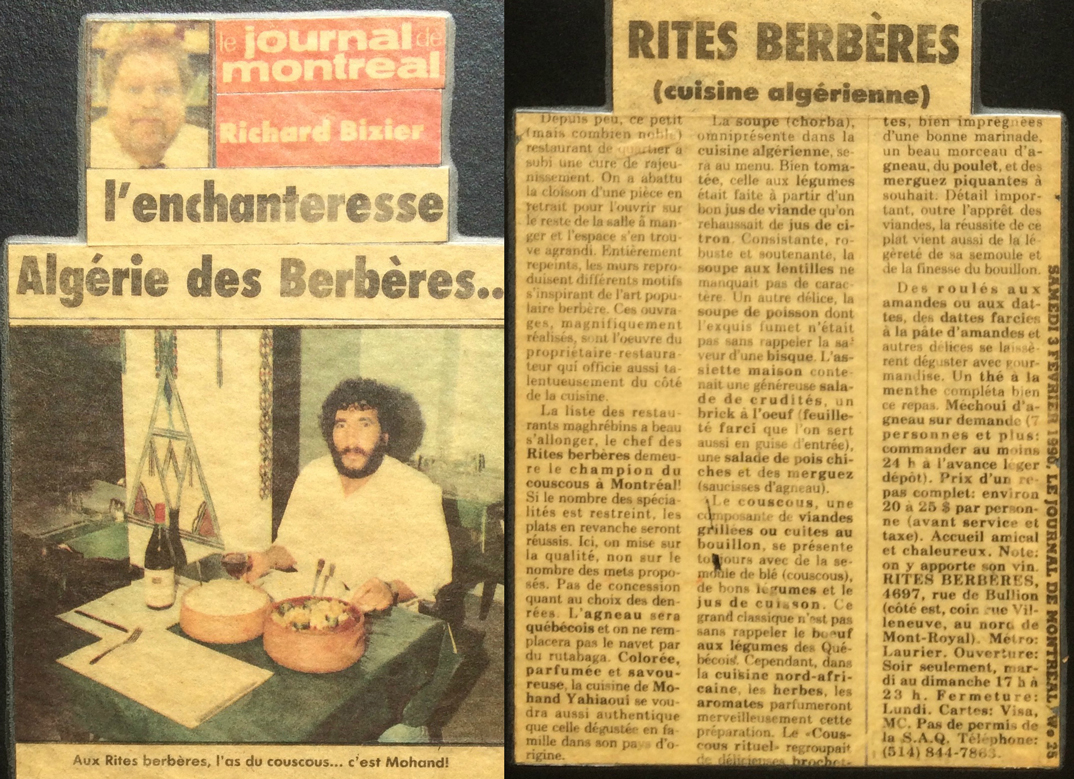 le journal de
montréal
Richard Bizier
l'enchanteresse
Algérie des Berbères..
Aux Rites berbères, l'as du couscous... c'est Mohand!
RITES BERBÈRES
(cuisine algérienne)
Depuis peu, ce petit
(mais combien noble)
restaurant de quartier a
subi une cure de rajeu-
nissement. On a abattu
la cloison d'une pièce en
retrait pour l'ouvrir sur
le reste de la salle à man-
ger et l'espace s'en trou-
ve agrandi. Entièrement
repeints, les murs repro-
duisent différents motifs
s'inspirant de l'art popu-
laire berbère. Ces ouvra-
ges, magnifiquement
réalisés, sont l'oeuvre du
propriétaire-restaura-
teur qui officie aussi ta-
lentueusement du côté
de la cuisine.
La liste des restau-
rants maghrébins a beau
s'allonger, le chef des
Rites berbères demeu-
re le champion du
couscous à Montréal!
Si le nombre des spécia-
lités est restreint, les
plats en revanche seront
réussis. Ici, on mise sur
la qualité, non sur le
nombre des mets propo-
sés. Pas de concession
quant au choix des den-
rées. L'agneau sera
québécois et on ne rem-
placera pas le navet par
du rutabaga. Colorée,
parfumée et savou-
reuse, la cuisine de Mo-
hand Yahiaoui se vou-
dra aussi authentique
que celle dégustée en fa-
mille dans son pays d'o-
rigine.
La soupe (chorba),
omniprésente dans la
cuisine algérienne, se-
ra au menu. Bien toma-
tée, celle aux légumes
était faite à partir d'un
bon jus de viande qu'on
rehaussait de jus de ci-
tron. Consistante, ro-
buste et soutenante, la
soupe aux lentilles ne
manquait pas de carac-
tère. Un autre délice, la
soupe de poisson dont
l'exquis fumet n'était
pas sans rappeler la sa-
veur d'une bisque. L'as-
siette maison conte-
nait une généreuse sala-
de de crudités, un
brick à l'oeuf (feuille-
té farci que l'on sert
aussi en guise d'entrée),
une salade de pois chi-
ches et des merguez
(saucisses d'agneau).
Le couscous, une
composante de viandes
grillées ou cuites au
bouillon, se présente
toujours avec de la se-
moule de blé (couscous),
de bons légumes et le
jus de cuisson. Ce
grand classique n'est pas
sans rappeler le boeuf
aux légumes des Qué-
bécois. Cependant, dans
la cuisine nord-afri-
caine, les herbes, les
aromates parfumeront
merveilleusement cette
préparation. Le «Cous-
cous rituel» regroupait
de délicieuses brochet-
tes, bien imprégnées
d'une bonne marinade,
un beau morceau d'a-
gneau, du poulet, et des
merguez piquantes à
souhait. Détail impor-
tant, outre l'apprêt des
viandes, la réussite de ce
plat vient aussi de la lé-
gèreté de sa semoule et
de la finesse du bouillon.
Des roulés aux
amandes ou aux dat-
tes, des dattes farcies
à la pâte d'amandes et
autres délices se laissè-
rent déguster avec gour-
mandise. Un thé à la
menthe compléta bien
ce repas. Méchoui d'a-
gneau sur demande (7
personnes et plus:
commander au moins
24 h à l'avance léger
dépôt). Prix d'un re-
pas complet: environ
20 à 25 $ par person-
ne (avant service et
taxe). Accueil amical
et chaleureux. Note:
on y apporte son vin.
RITES BERBÈRES,
4697, rue de Bullion
(côté est, coin rue Vil-
leneuve, au nord de
Mont-Royal). Métro:
Laurier. Ouverture:
Soir seulement, mar-
di au dimanche 17 h à
23 h. Fermeture:
Lundi. Cartes: Visa,
MC. Pas de permis de
la S.A.Q. Téléphone:
(514) 844-7863.
SAMEDI 3 FÉVRIER 1996, LE JOURNAL DE MONTRÉAL, We 25